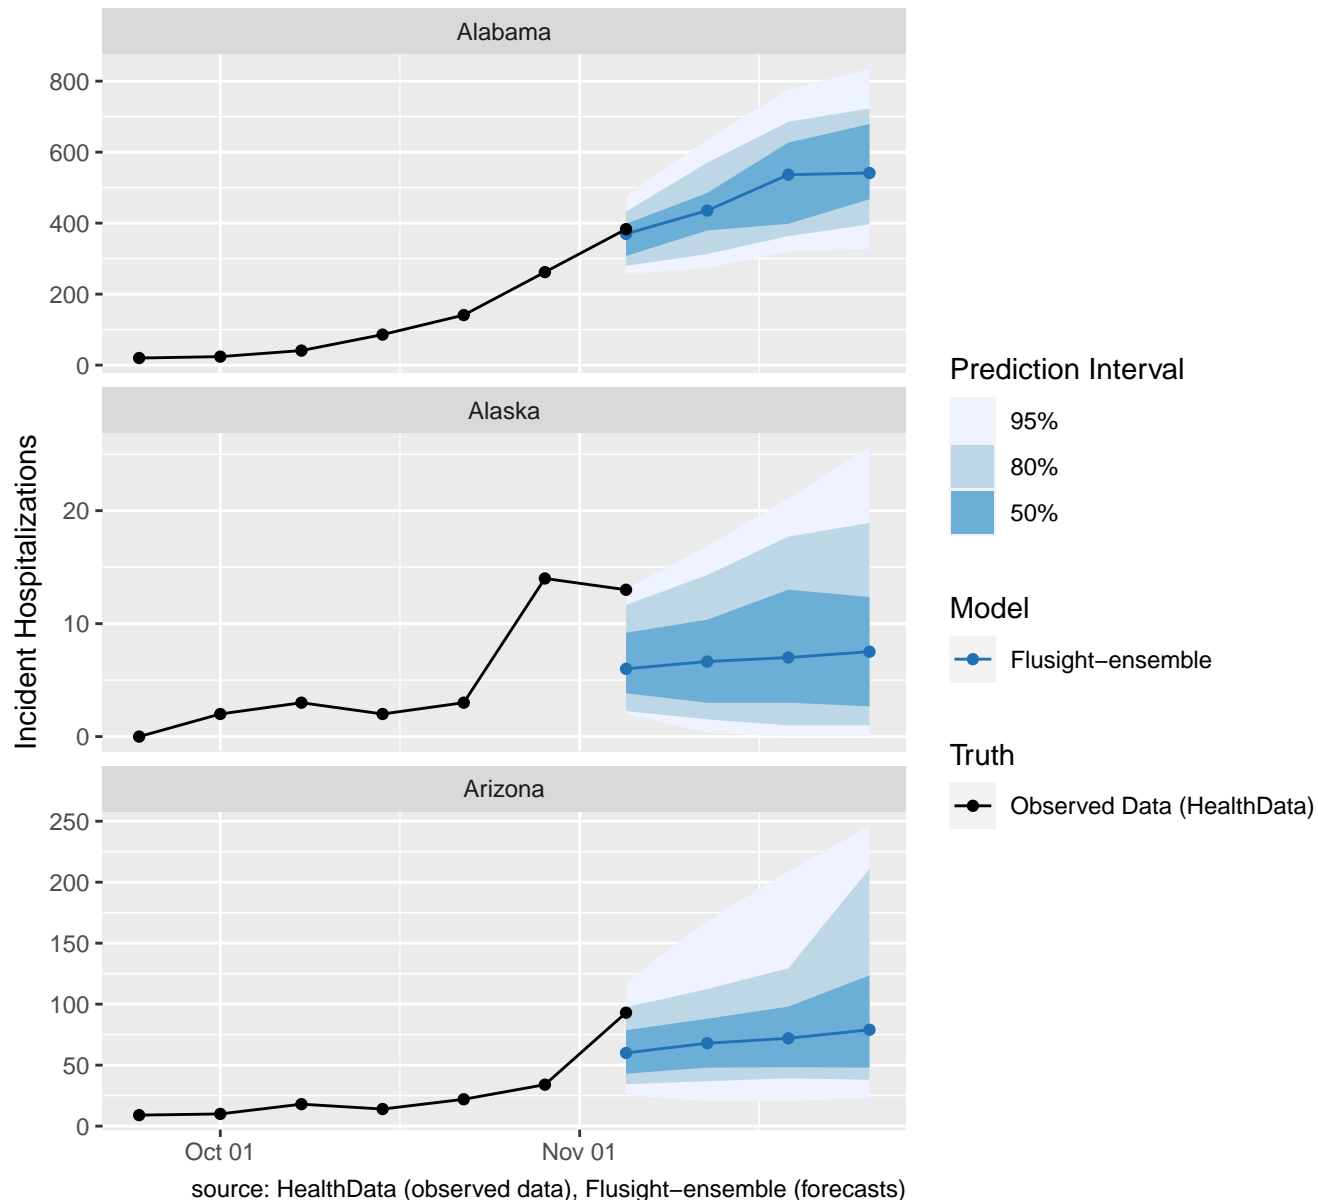 Alabama
800
600
400
200
0
Alaska
20
10
0
Arizona
250
200
150
100
50
0
Oct 01
Nov 01
Incident Hospitalizations
Prediction Interval
95%
80%
50%
Model
Flusight−ensemble
Truth
Observed Data (HealthData)
source: HealthData (observed data), Flusight−ensemble (forecasts)